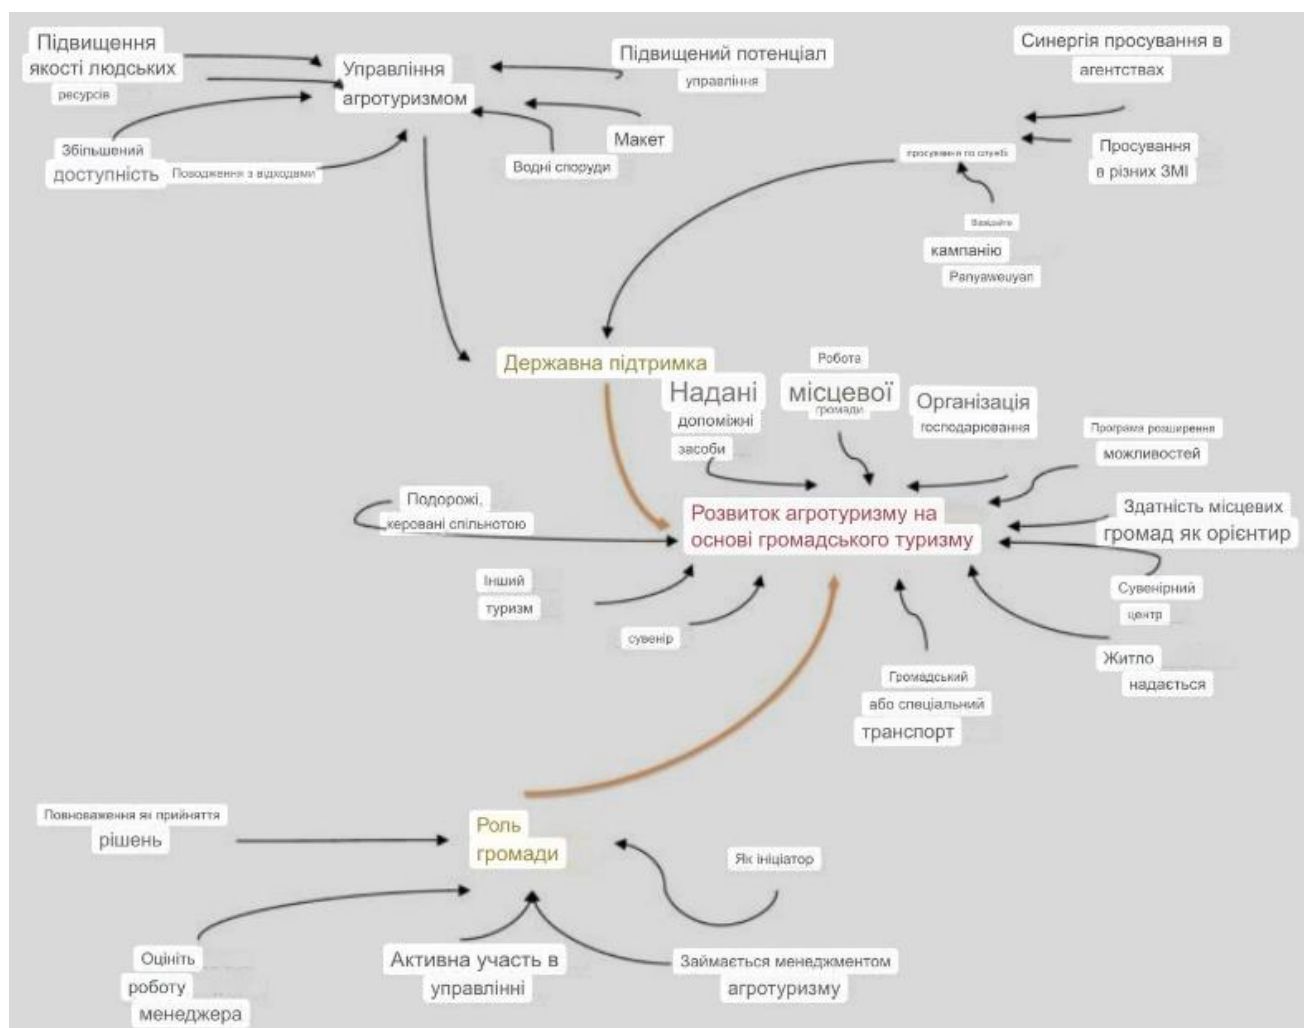 Підвищення
якості людських
ресурсів
Управління
агротуризмом
Підвищений потенціал
управління
Синергія просування в
агентствах
Збільшений
доступність
Поводження з відходами
Водні споруди
Макет
просування по службі
Просування
в різних ЗМІ
кампанію
Panyaweuyan
Державна підтримка
Надані
допоміжні
засоби
Робота
місцевої
громади
Організація
господарювання
Програма розширення
можливостей
Подорожі,
керовані спільнотою
Розвиток агротуризму на
основі громадського туризму
Здатність місцевих
громад як орієнтир
Інший
туризм
сувенір
Сувенірний
центр
Житло
надається
Громадський
або спеціальний
транспорт
Повноваження як прийняття
рішень
Роль
громади
Як ініціатор
Оцініть
роботу
менеджера
Активна участь в
управлінні
Займається менеджментом
агротуризму